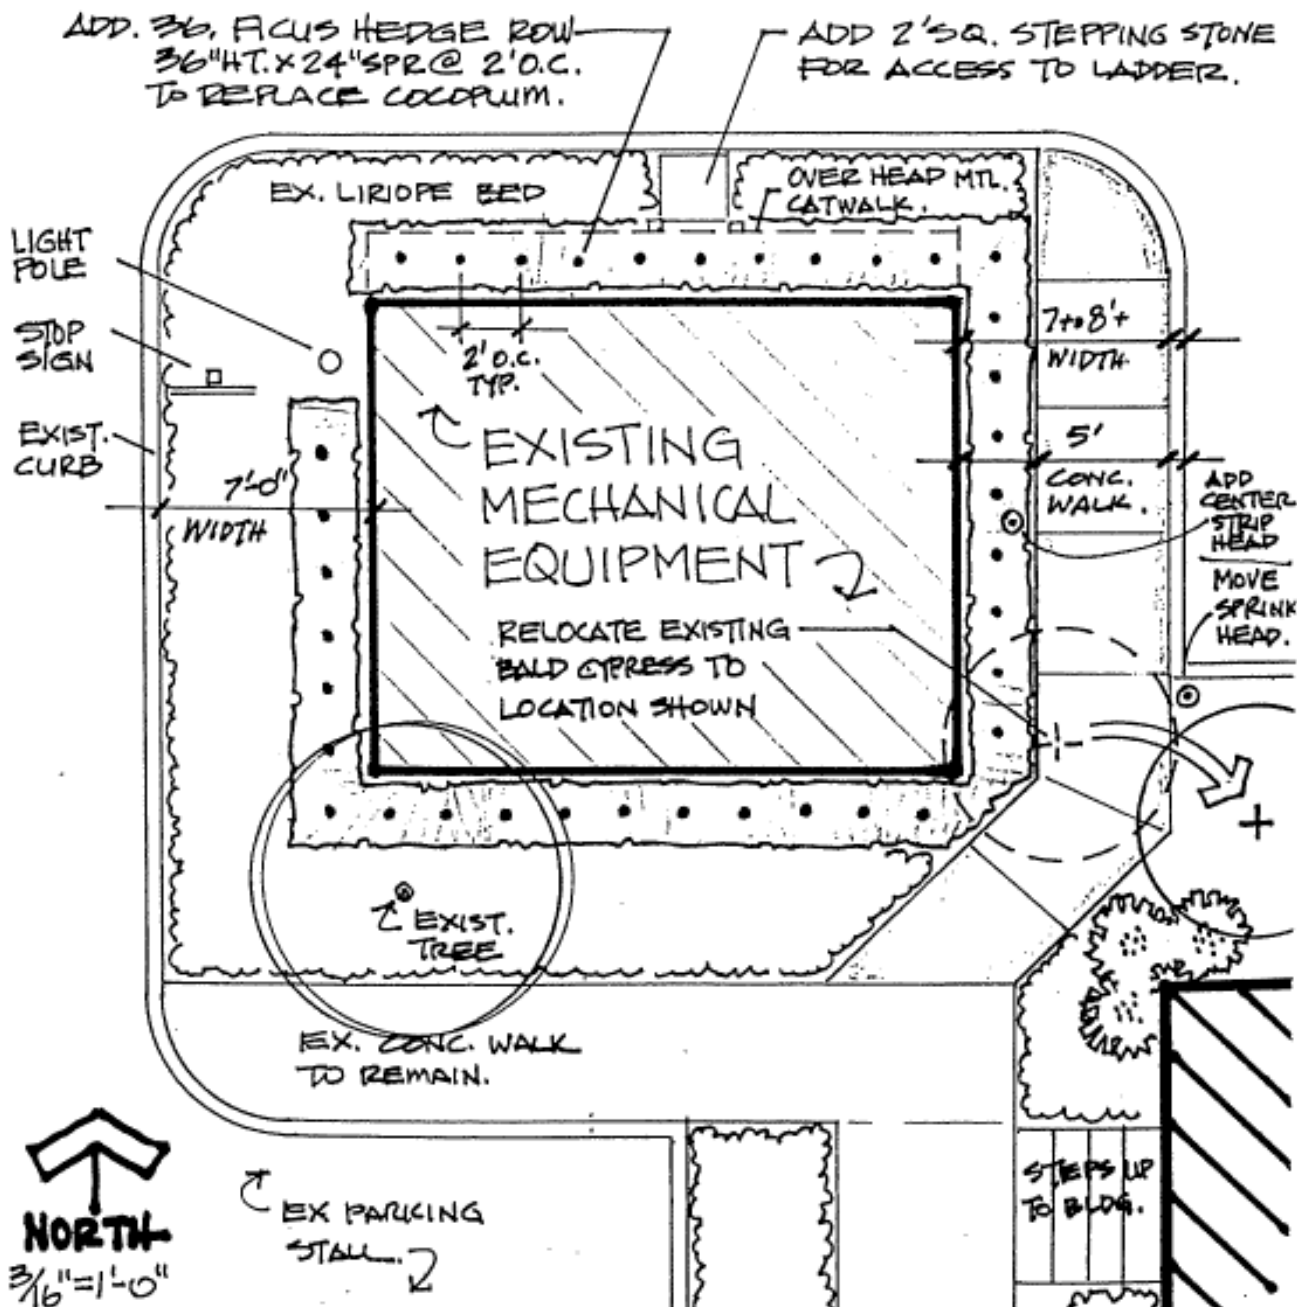 ADD. 36, FICUS HEDGE ROW
36"HT. X 24"SPR @ 2'O.C.
TO REPLACE COCOPLUM.
ADD 2'SQ. STEPPING STONE
FOR ACCESS TO LADDER.
EX. LIRIOPE BED
OVER HEAD MTL.
CATWALK.
LIGHT
POLE
STOP
SIGN
EXIST.
CURB
7'-0"
WIDTH
2'O.C.
TYP.
7to8'+
WIDTH
5'
CONC.
WALK.
ADD
CENTER
STRIP
HEAD
MOVE
SPRINK
HEAD.
EXISTING
MECHANICAL
EQUIPMENT
RELOCATE EXISTING
BALD CYPRESS TO
LOCATION SHOWN
EXIST.
TREE
EX. CONC. WALK
TO REMAIN.
STEPS UP
TO BLDG.
EX PARKING
STALL.
NORTH
3/16"=1'-0"